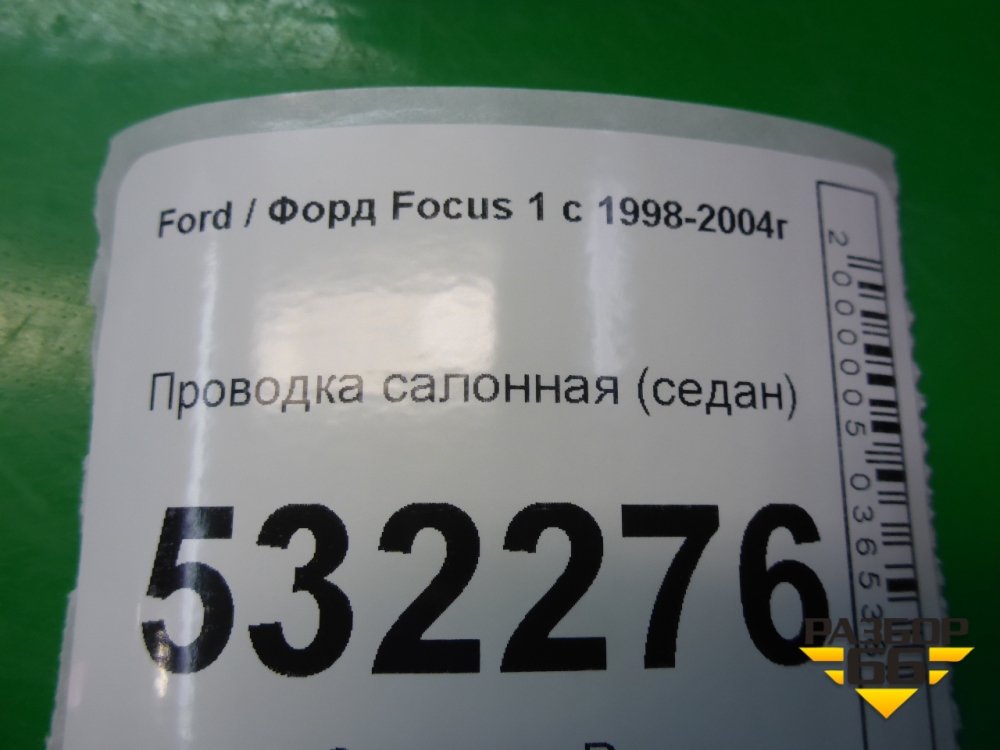 Ford / Форд Focus 1 с 1998-2004г
Проводка салонная (седан)
532276
РАЗБОР
66